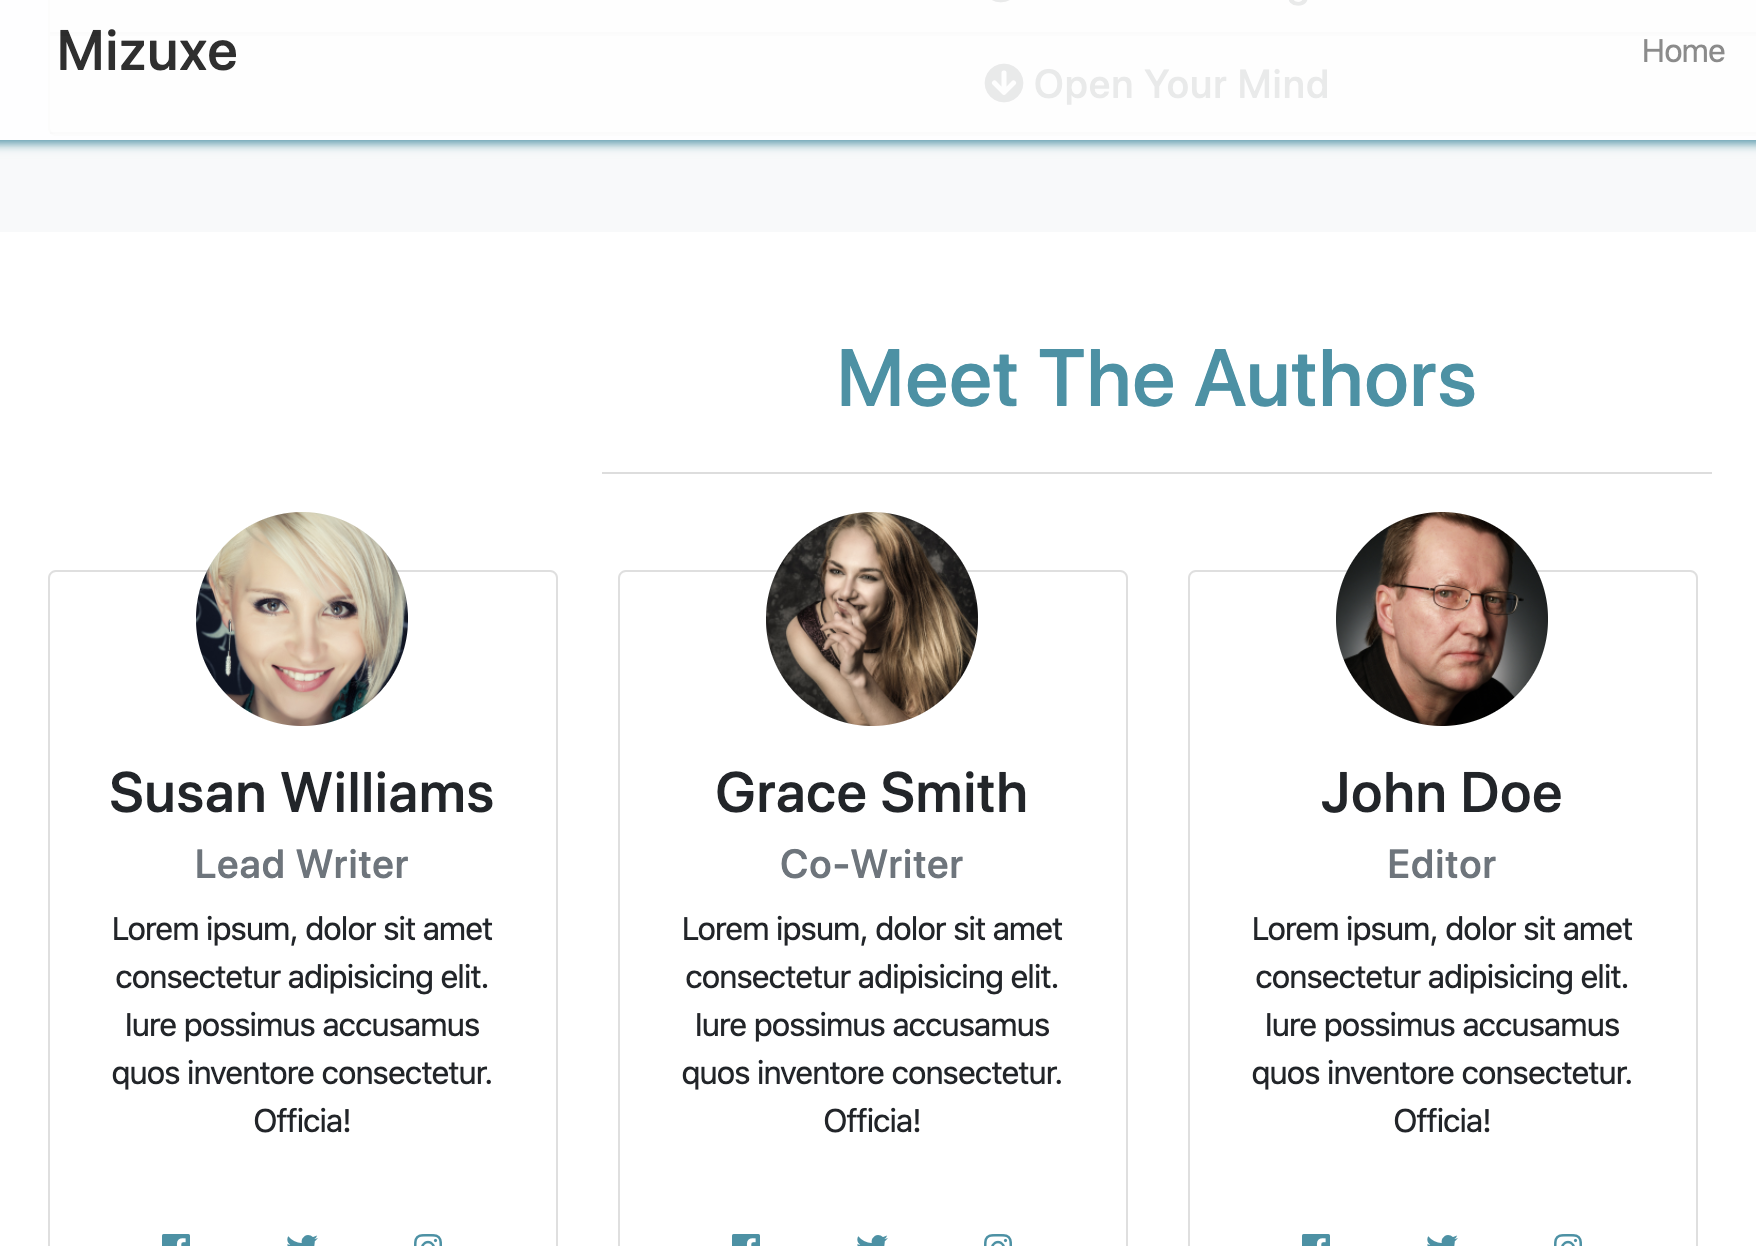 Mizuxe
Home
Open Your Mind
Meet The Authors
Susan Williams
Lead Writer
Lorem ipsum, dolor sit amet
consectetur adipisicing elit.
Iure possimus accusamus
quos inventore consectetur.
Officia!
Grace Smith
Co-Writer
Lorem ipsum, dolor sit amet
consectetur adipisicing elit.
Iure possimus accusamus
quos inventore consectetur.
Officia!
John Doe
Editor
Lorem ipsum, dolor sit amet
consectetur adipisicing elit.
Iure possimus accusamus
quos inventore consectetur.
Officia!